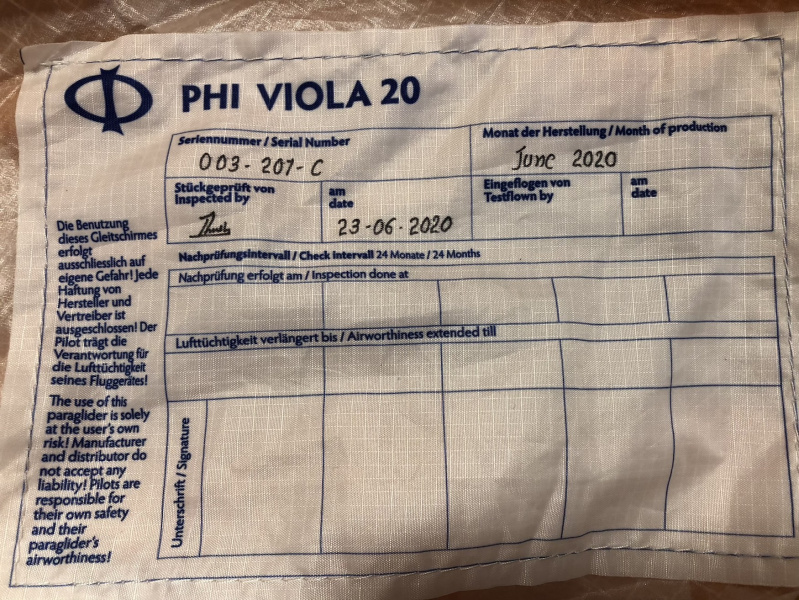 PHI VIOLA 20
Seriennummer / Serial Number
003-201-C
Monat der Herstellung / Month of production
June 2020
Stückgeprüft von
Inspected by
am
date
23-06-2020
Eingeflogen von
Testflown by
am
date
Nachprüfungsintervall / Check Intervall 24 Monate / 24 Months
Nachprüfung erfolgt am / Inspection done at
Lufttüchtigkeit verlängert bis / Airworthiness extended till
Unterschrift / Signature
Die Benutzung
dieses Gleitschirmes
erfolgt
ausschliesslich auf
eigene Gefahr! Jede
Haftung von
Hersteller und
Vertreiber ist
ausgeschlossen! Der
Pilot trägt die
Verantwortung für
die Lufttüchtigkeit
seines Fluggerätes!
The use of this
paraglider is solely
at the user's own
risk! Manufacturer
and distributor do
not accept any
liability! Pilots are
responsible for
their own safety
and their
paraglider's
airworthiness!